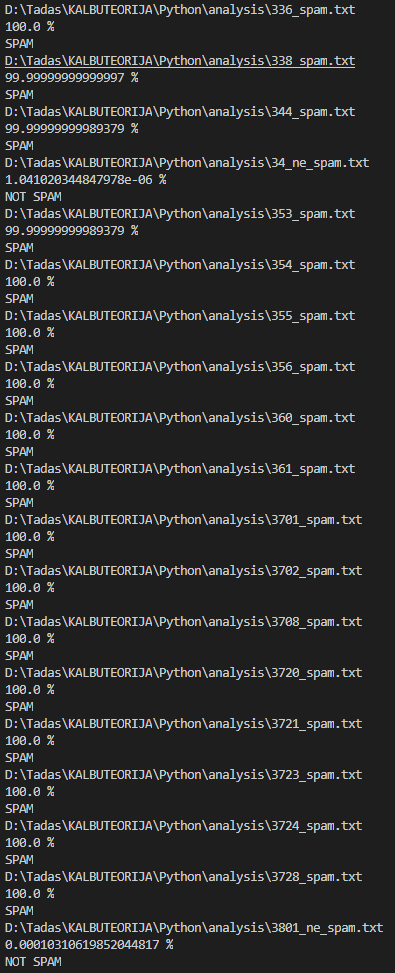 D:\Tadas\KALBUTEORIJA\Python\analysis\336_spam.txt
100.0 %
SPAM
D:\Tadas\KALBUTEORIJA\Python\analysis\338_spam.txt
99.99999999999997 %
SPAM
D:\Tadas\KALBUTEORIJA\Python\analysis\344_spam.txt
99.99999999989379 %
SPAM
D:\Tadas\KALBUTEORIJA\Python\analysis\34_ne_spam.txt
1.041020344847978e-06 %
NOT SPAM
D:\Tadas\KALBUTEORIJA\Python\analysis\353_spam.txt
99.99999999989379 %
SPAM
D:\Tadas\KALBUTEORIJA\Python\analysis\354_spam.txt
100.0 %
SPAM
D:\Tadas\KALBUTEORIJA\Python\analysis\355_spam.txt
100.0 %
SPAM
D:\Tadas\KALBUTEORIJA\Python\analysis\356_spam.txt
100.0 %
SPAM
D:\Tadas\KALBUTEORIJA\Python\analysis\360_spam.txt
100.0 %
SPAM
D:\Tadas\KALBUTEORIJA\Python\analysis\361_spam.txt
100.0 %
SPAM
D:\Tadas\KALBUTEORIJA\Python\analysis\3701_spam.txt
100.0 %
SPAM
D:\Tadas\KALBUTEORIJA\Python\analysis\3702_spam.txt
100.0 %
SPAM
D:\Tadas\KALBUTEORIJA\Python\analysis\3708_spam.txt
100.0 %
SPAM
D:\Tadas\KALBUTEORIJA\Python\analysis\3720_spam.txt
100.0 %
SPAM
D:\Tadas\KALBUTEORIJA\Python\analysis\3721_spam.txt
100.0 %
SPAM
D:\Tadas\KALBUTEORIJA\Python\analysis\3723_spam.txt
100.0 %
SPAM
D:\Tadas\KALBUTEORIJA\Python\analysis\3724_spam.txt
100.0 %
SPAM
D:\Tadas\KALBUTEORIJA\Python\analysis\3728_spam.txt
100.0 %
SPAM
D:\Tadas\KALBUTEORIJA\Python\analysis\3801_ne_spam.txt
0.00010310619852044817 %
NOT SPAM